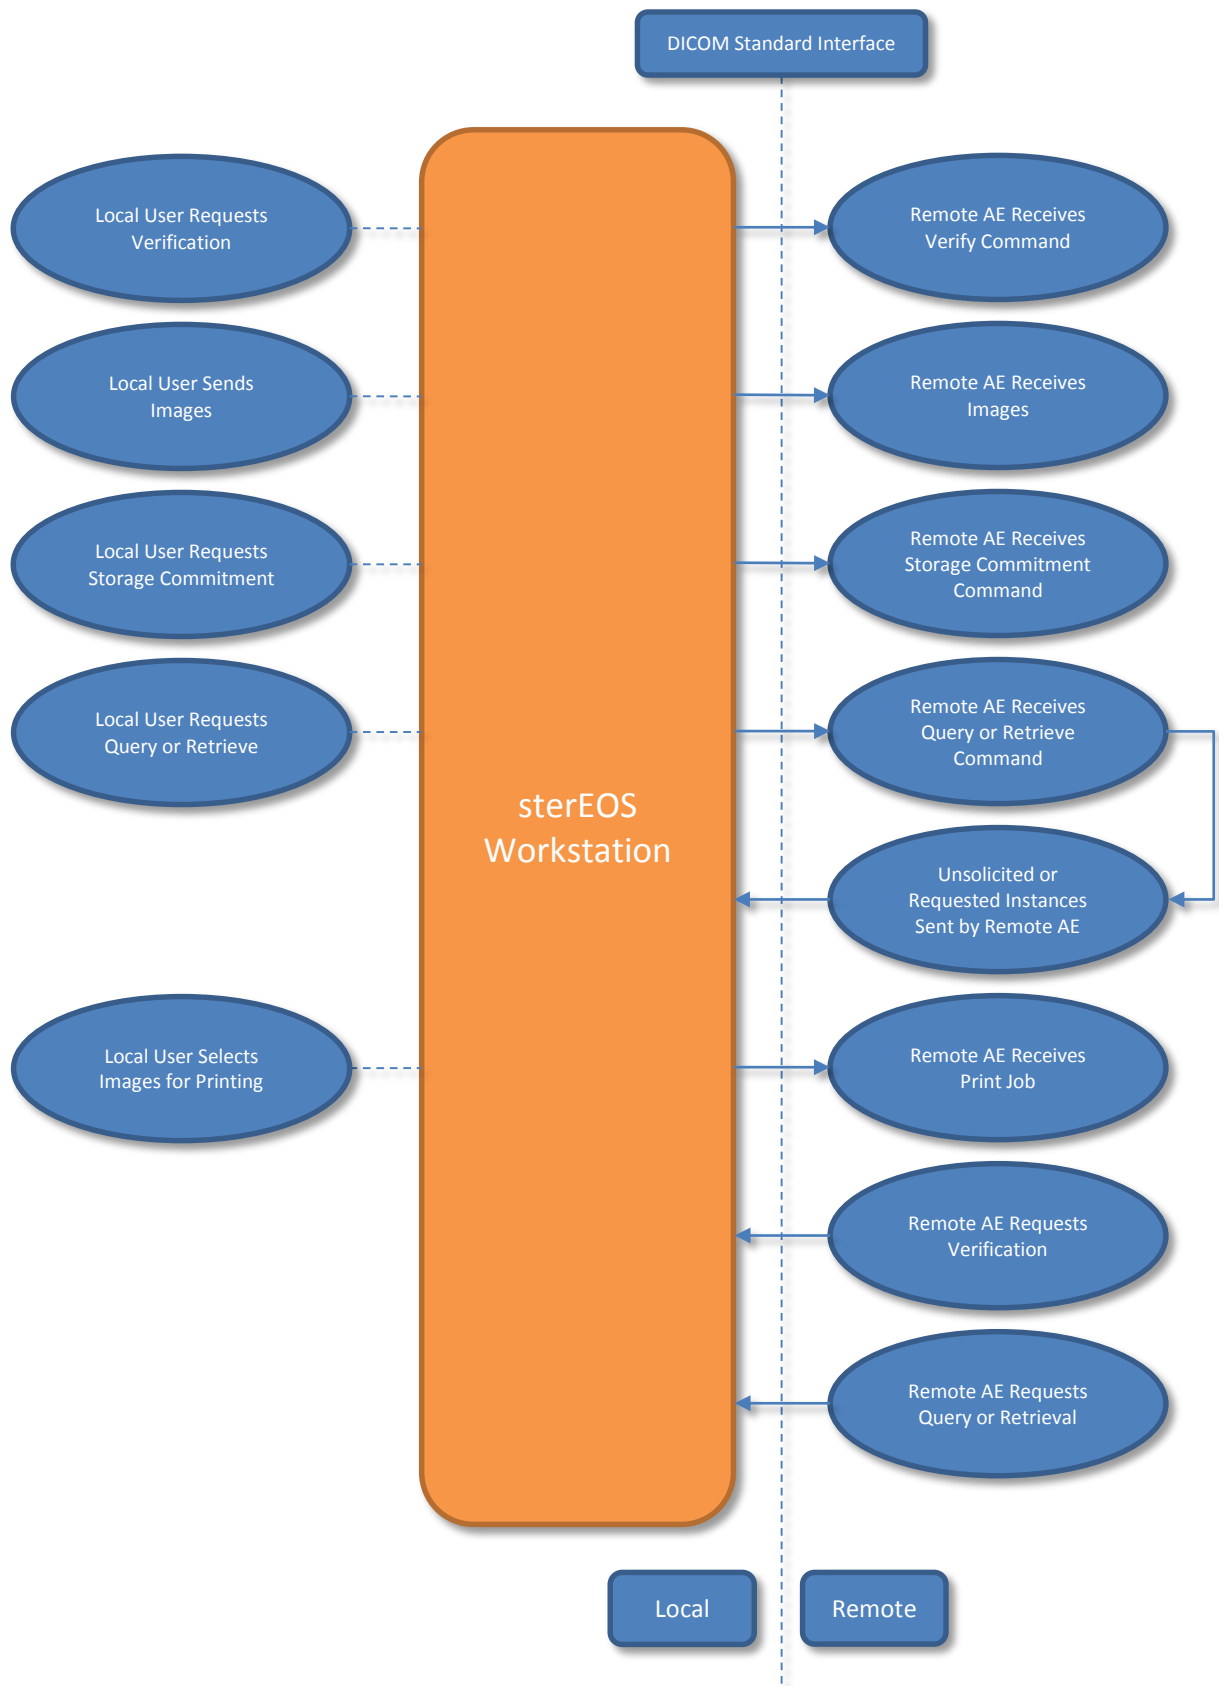 DICOM Standard Interface
Local User Requests
Verification
Remote AE Receives
Verify Command
Local User Sends
Images
Remote AE Receives
Images
Local User Requests
Storage Commitment
Remote AE Receives
Storage Commitment
Command
Local User Requests
Query or Retrieve
Remote AE Receives
Query or Retrieve
Command
sterEOS
Workstation
Unsolicited or
Requested Instances
Sent by Remote AE
Local User Selects
Images for Printing
Remote AE Receives
Print Job
Remote AE Requests
Verification
Remote AE Requests
Query or Retrieval
Local
Remote